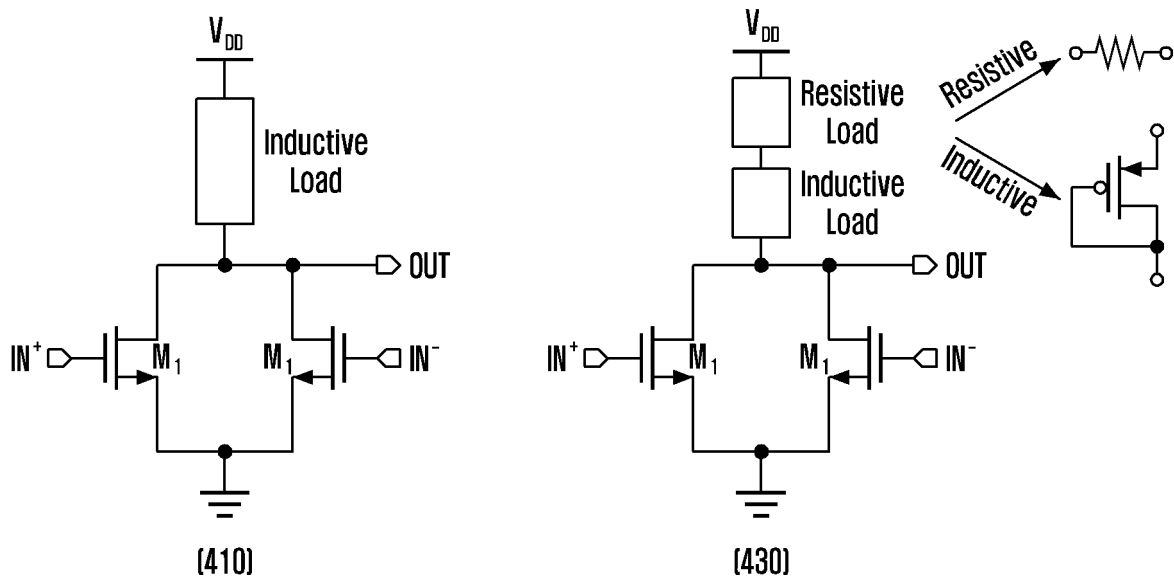 V_DD
Inductive
Load
OUT
IN⁺
M₁
M₁
IN⁻
(410)
V_DD
Resistive
Load
Inductive
Load
OUT
IN⁺
M₁
M₁
IN⁻
(430)
Resistive
Inductive